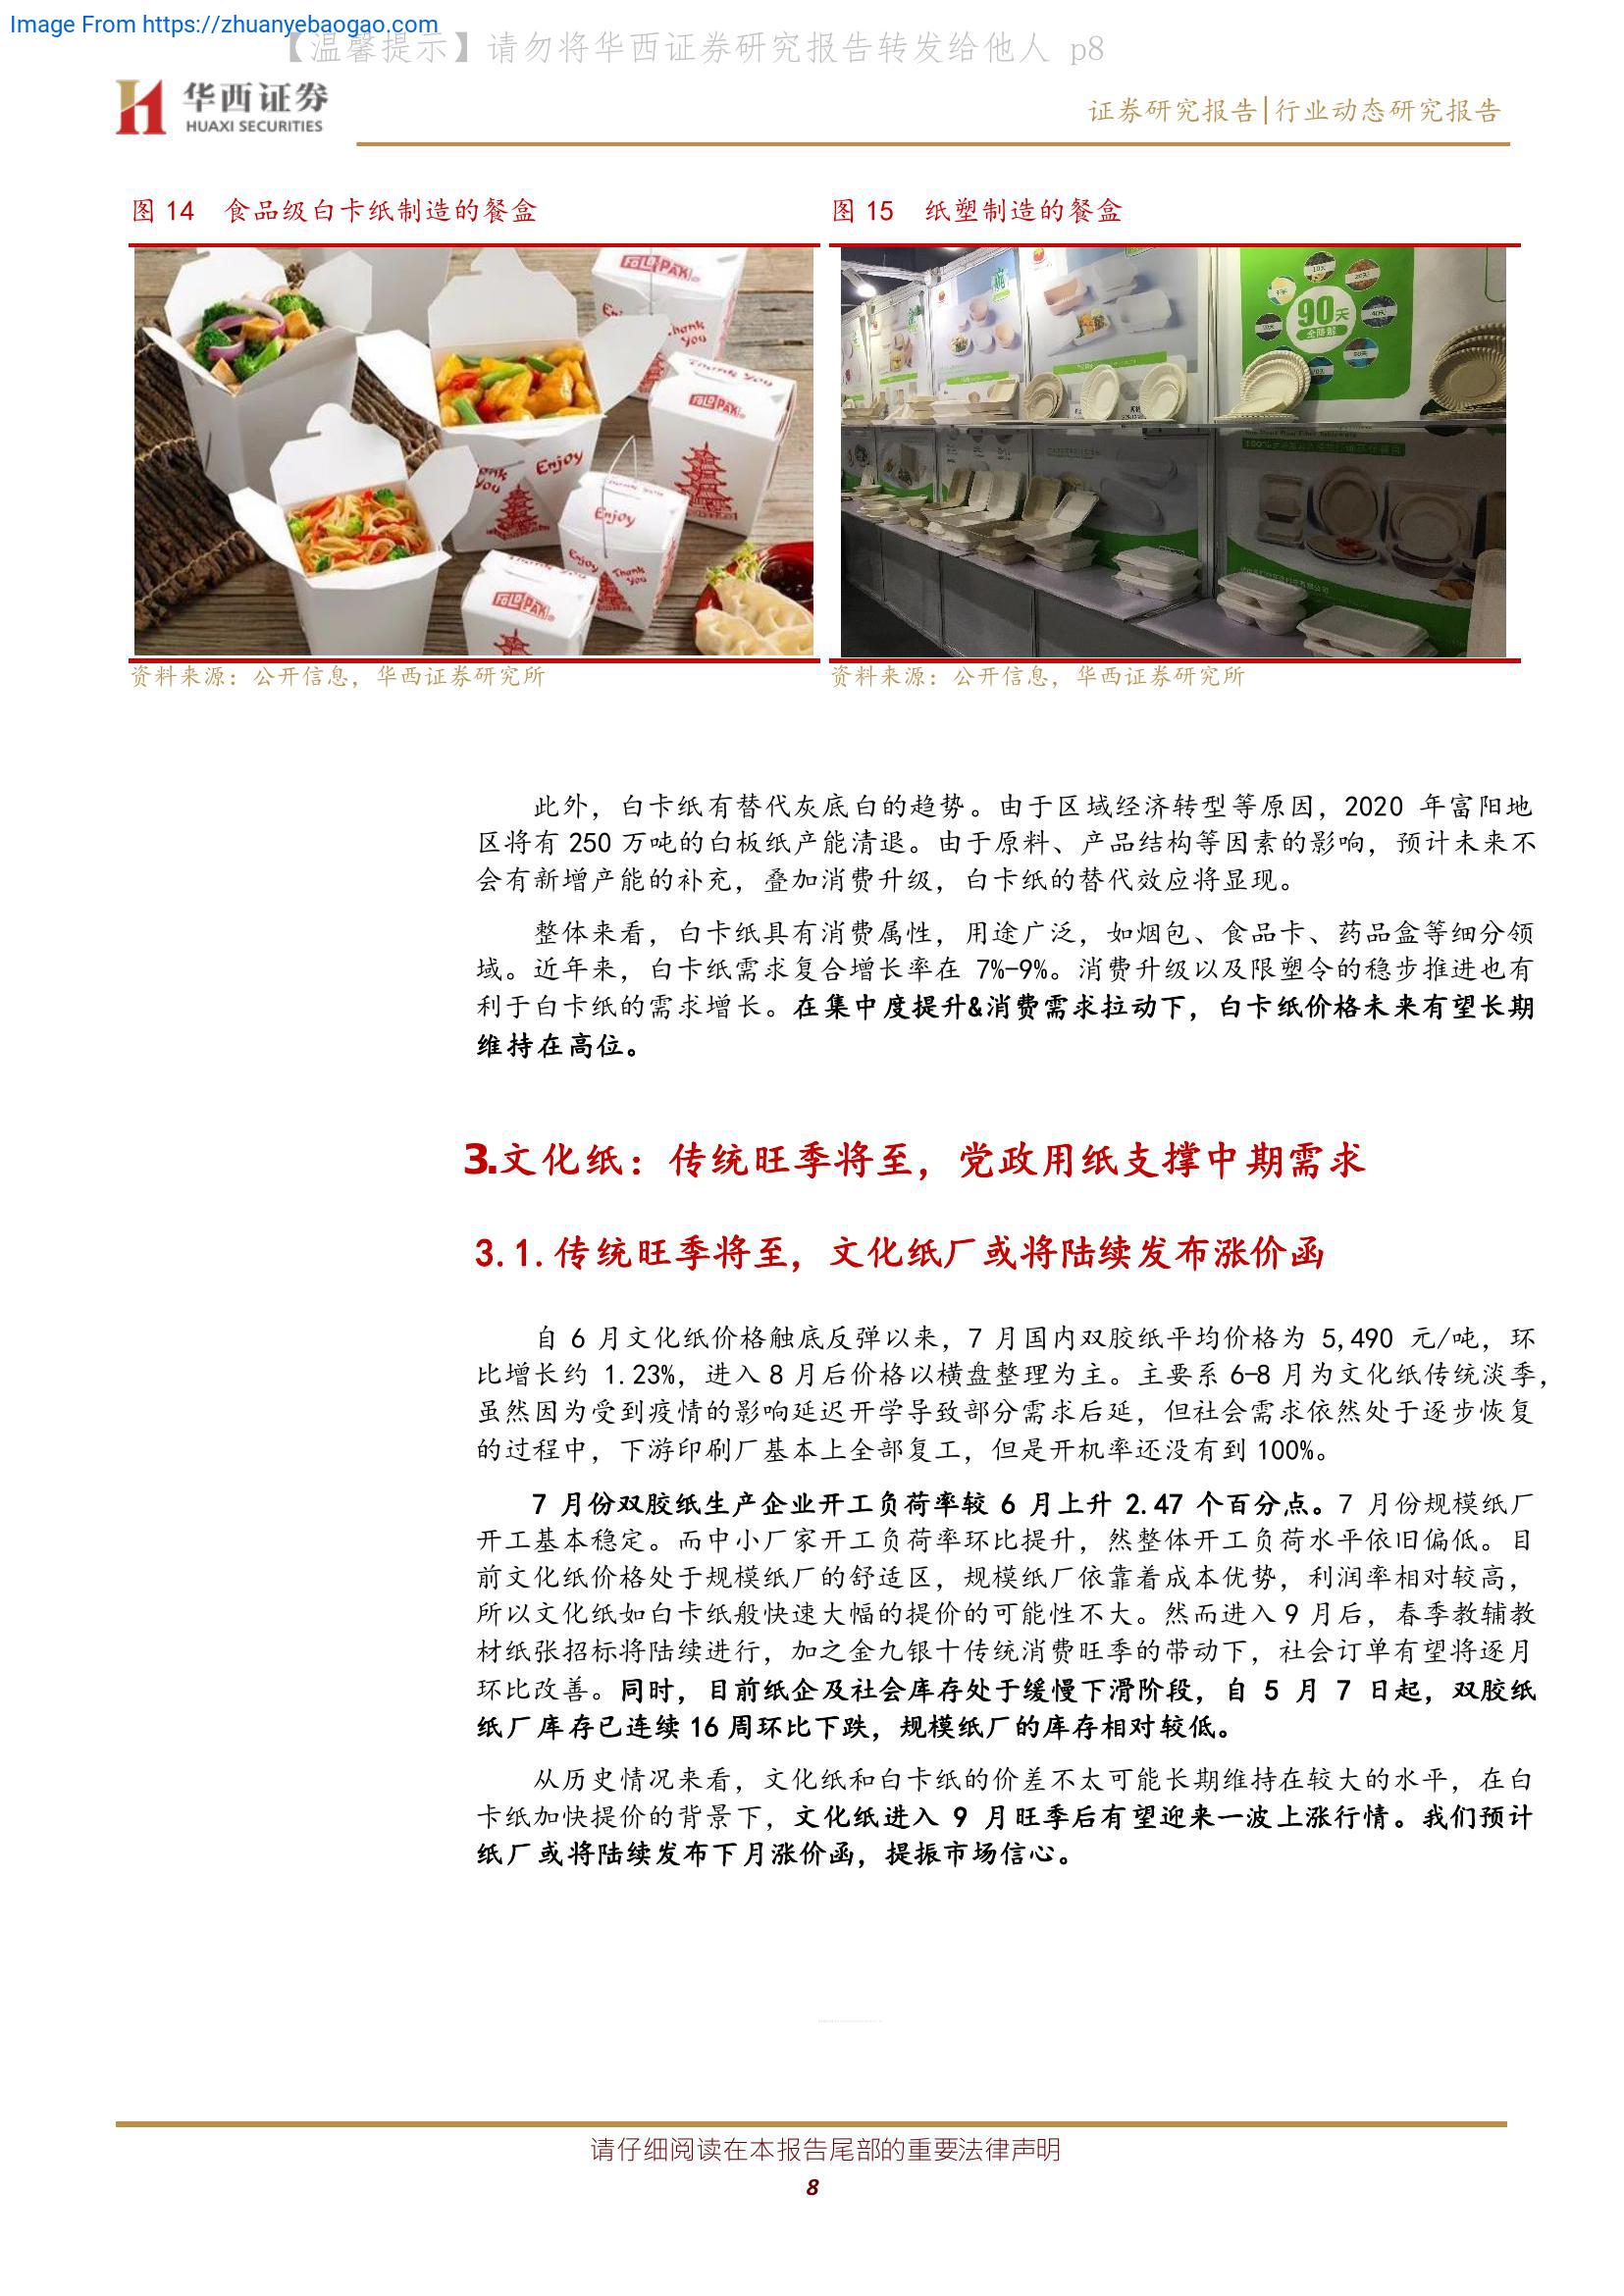 Image From https://zhuanyebaogao.com
【温馨提示】请勿将华西证券研究报告转发给他人 p8
华西证券
HUAXI SECURITIES
证券研究报告|行业动态研究报告
图 14 食品级白卡纸制造的餐盒
图 15 纸塑制造的餐盒
FOLD PAK
Thank You
Thank You
FOLD PAK
Enjoy
Enjoy
Enjoy
Thank You
FOLD PAK
90天
全降解
资料来源：公开信息，华西证券研究所
资料来源：公开信息，华西证券研究所
此外，白卡纸有替代灰底白的趋势。由于区域经济转型等原因，2020 年富阳地
区将有 250 万吨的白板纸产能清退。由于原料、产品结构等因素的影响，预计未来不
会有新增产能的补充，叠加消费升级，白卡纸的替代效应将显现。
整体来看，白卡纸具有消费属性，用途广泛，如烟包、食品卡、药品盒等细分领
域。近年来，白卡纸需求复合增长率在 7%-9%。消费升级以及限塑令的稳步推进也有
利于白卡纸的需求增长。在集中度提升&消费需求拉动下，白卡纸价格未来有望长期
维持在高位。
3.文化纸：传统旺季将至，党政用纸支撑中期需求
3.1.传统旺季将至，文化纸厂或将陆续发布涨价函
自 6 月文化纸价格触底反弹以来，7 月国内双胶纸平均价格为 5,490 元/吨，环
比增长约 1.23%，进入 8 月后价格以横盘整理为主。主要系 6-8 月为文化纸传统淡季，
虽然因为受到疫情的影响延迟开学导致部分需求后延，但社会需求依然处于逐步恢复
的过程中，下游印刷厂基本上全部复工，但是开机率还没有到 100%。
7 月份双胶纸生产企业开工负荷率较 6 月上升 2.47 个百分点。7 月份规模纸厂
开工基本稳定。而中小厂家开工负荷率环比提升，然整体开工负荷水平依旧偏低。目
前文化纸价格处于规模纸厂的舒适区，规模纸厂依靠着成本优势，利润率相对较高，
所以文化纸如白卡纸般快速大幅的提价的可能性不大。然而进入 9 月后，春季教辅教
材纸张招标将陆续进行，加之金九银十传统消费旺季的带动下，社会订单有望将逐月
环比改善。同时，目前纸企及社会库存处于缓慢下滑阶段，自 5 月 7 日起，双胶纸
纸厂库存已连续 16 周环比下跌，规模纸厂的库存相对较低。
从历史情况来看，文化纸和白卡纸的价差不太可能长期维持在较大的水平，在白
卡纸加快提价的背景下，文化纸进入 9 月旺季后有望迎来一波上涨行情。我们预计
纸厂或将陆续发布下月涨价函，提振市场信心。
请仔细阅读在本报告尾部的重要法律声明
8